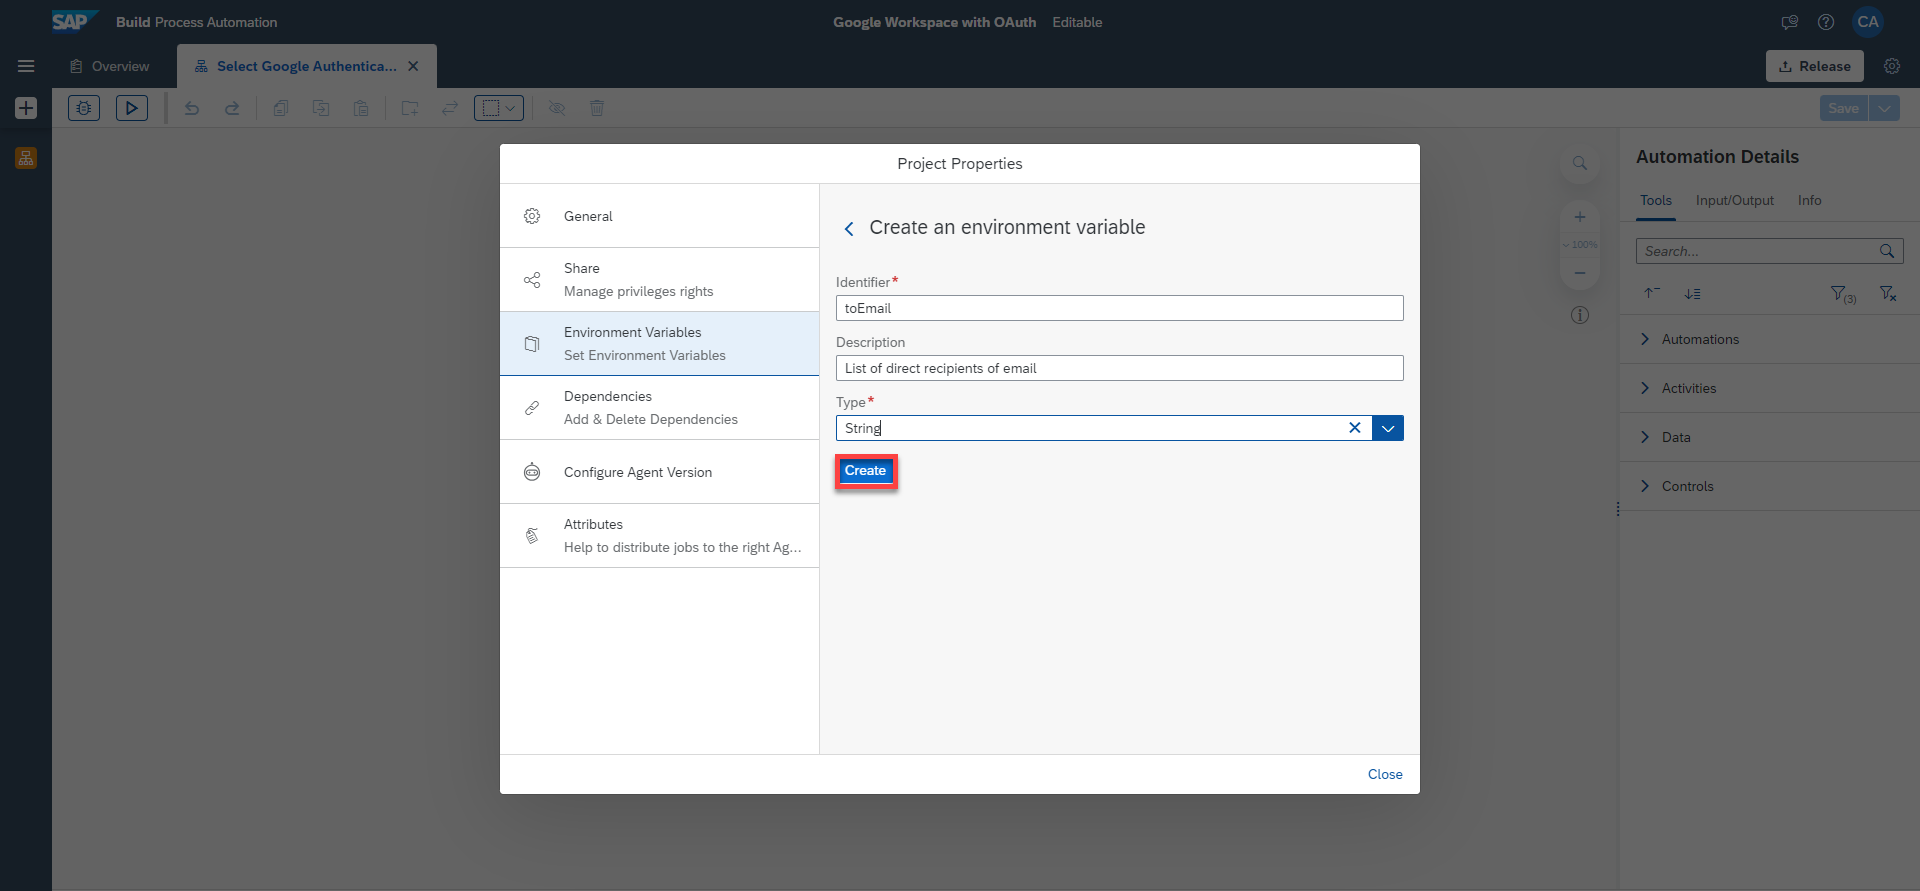 SAP Build Process Automation
Google Workspace with OAuth Editable
CA
Overview
Select Google Authentica...
Release
Save
Project Properties
General
Share
Manage privileges rights
Environment Variables
Set Environment Variables
Dependencies
Add & Delete Dependencies
Configure Agent Version
Attributes
Help to distribute jobs to the right Ag...
Create an environment variable
Identifier*
toEmail
Description
List of direct recipients of email
Type*
String
Create
Close
100%
Automation Details
Tools Input/Output Info
Search...
(3)
Automations
Activities
Data
Controls